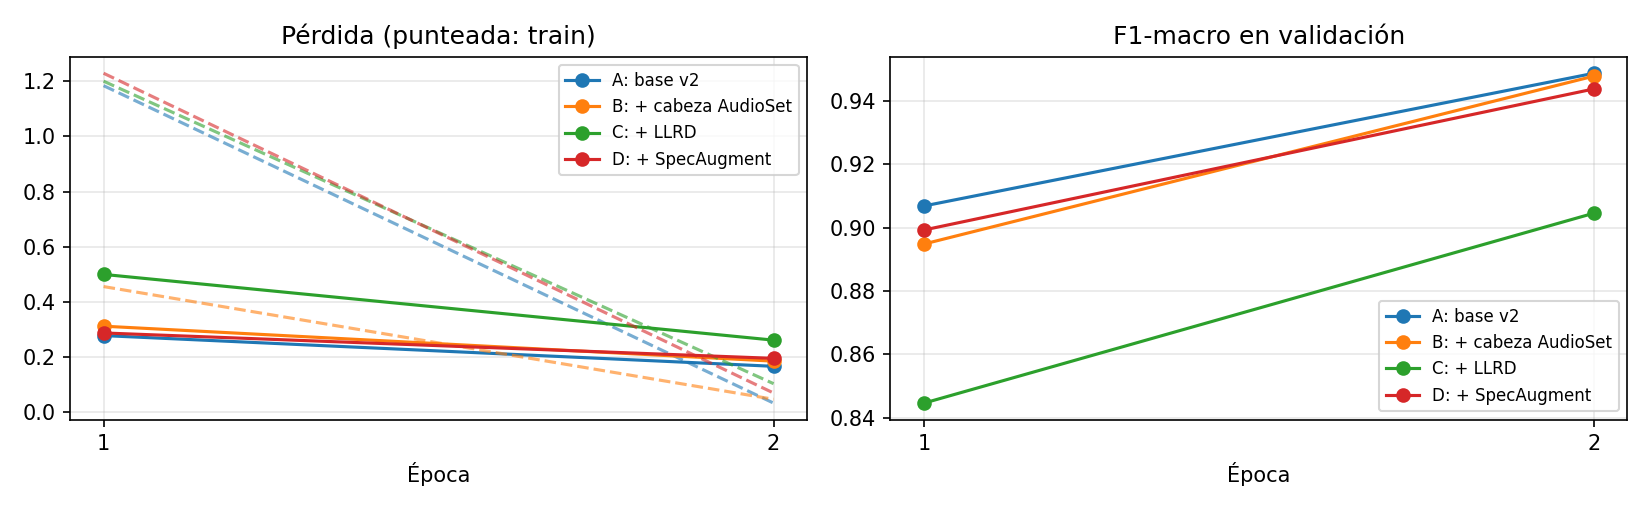 Pérdida (punteada: train)
1.2
1.0
0.8
0.6
0.4
0.2
0.0
A: base v2
B: + cabeza AudioSet
C: + LLRD
D: + SpecAugment
1
2
Época
F1-macro en validación
0.94
0.92
0.90
0.88
0.86
0.84
A: base v2
B: + cabeza AudioSet
C: + LLRD
D: + SpecAugment
1
2
Época